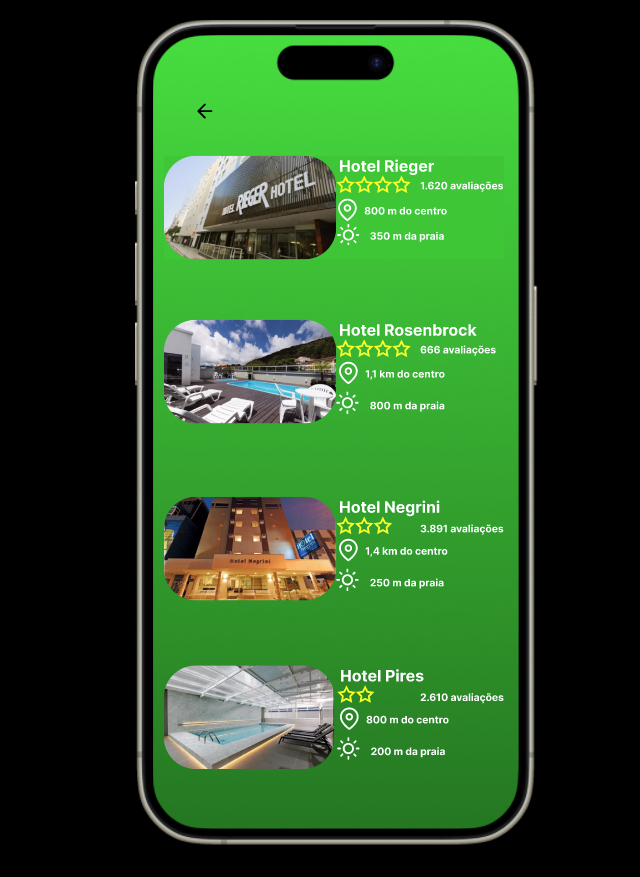 HOTEL RIEGER HOTEL
Hotel Rieger
1.620 avaliações
800 m do centro
350 m da praia
Hotel Rosenbrock
666 avaliações
1,1 km do centro
800 m da praia
hotel
Hotel Negrini
Hotel Negrini
3.891 avaliações
1,4 km do centro
250 m da praia
Hotel Pires
2.610 avaliações
800 m do centro
200 m da praia